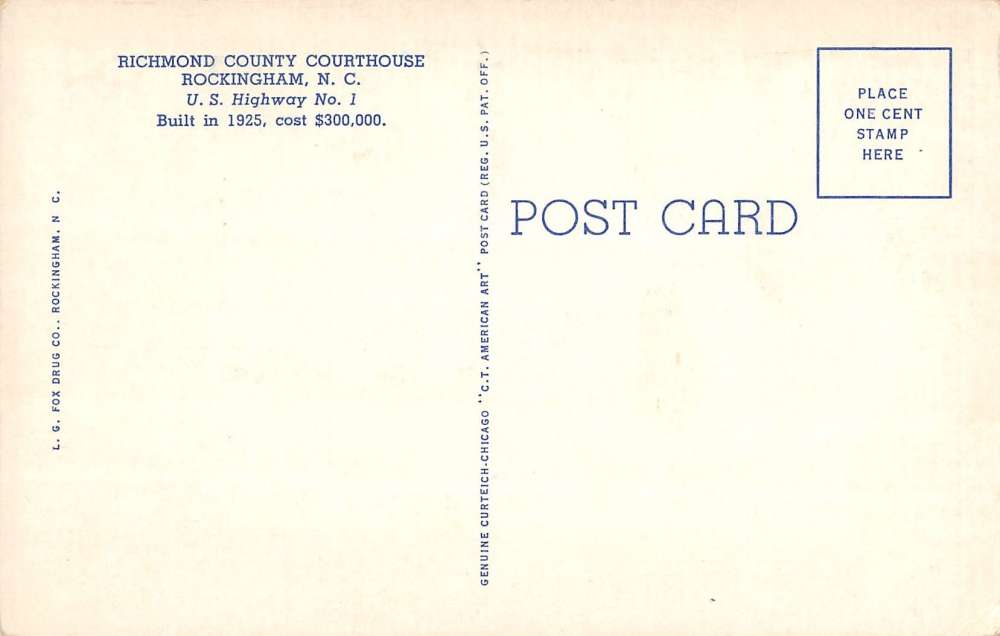 RICHMOND COUNTY COURTHOUSE
ROCKINGHAM, N. C.
U. S. Highway No. 1
Built in 1925, cost $300,000.
L. G. FOX DRUG CO., ROCKINGHAM, N. C.
GENUINE CURTEICH-CHICAGO "C.T. AMERICAN ART" POST CARD (REG. U.S. PAT. OFF.)
POST CARD
PLACE
ONE CENT
STAMP
HERE